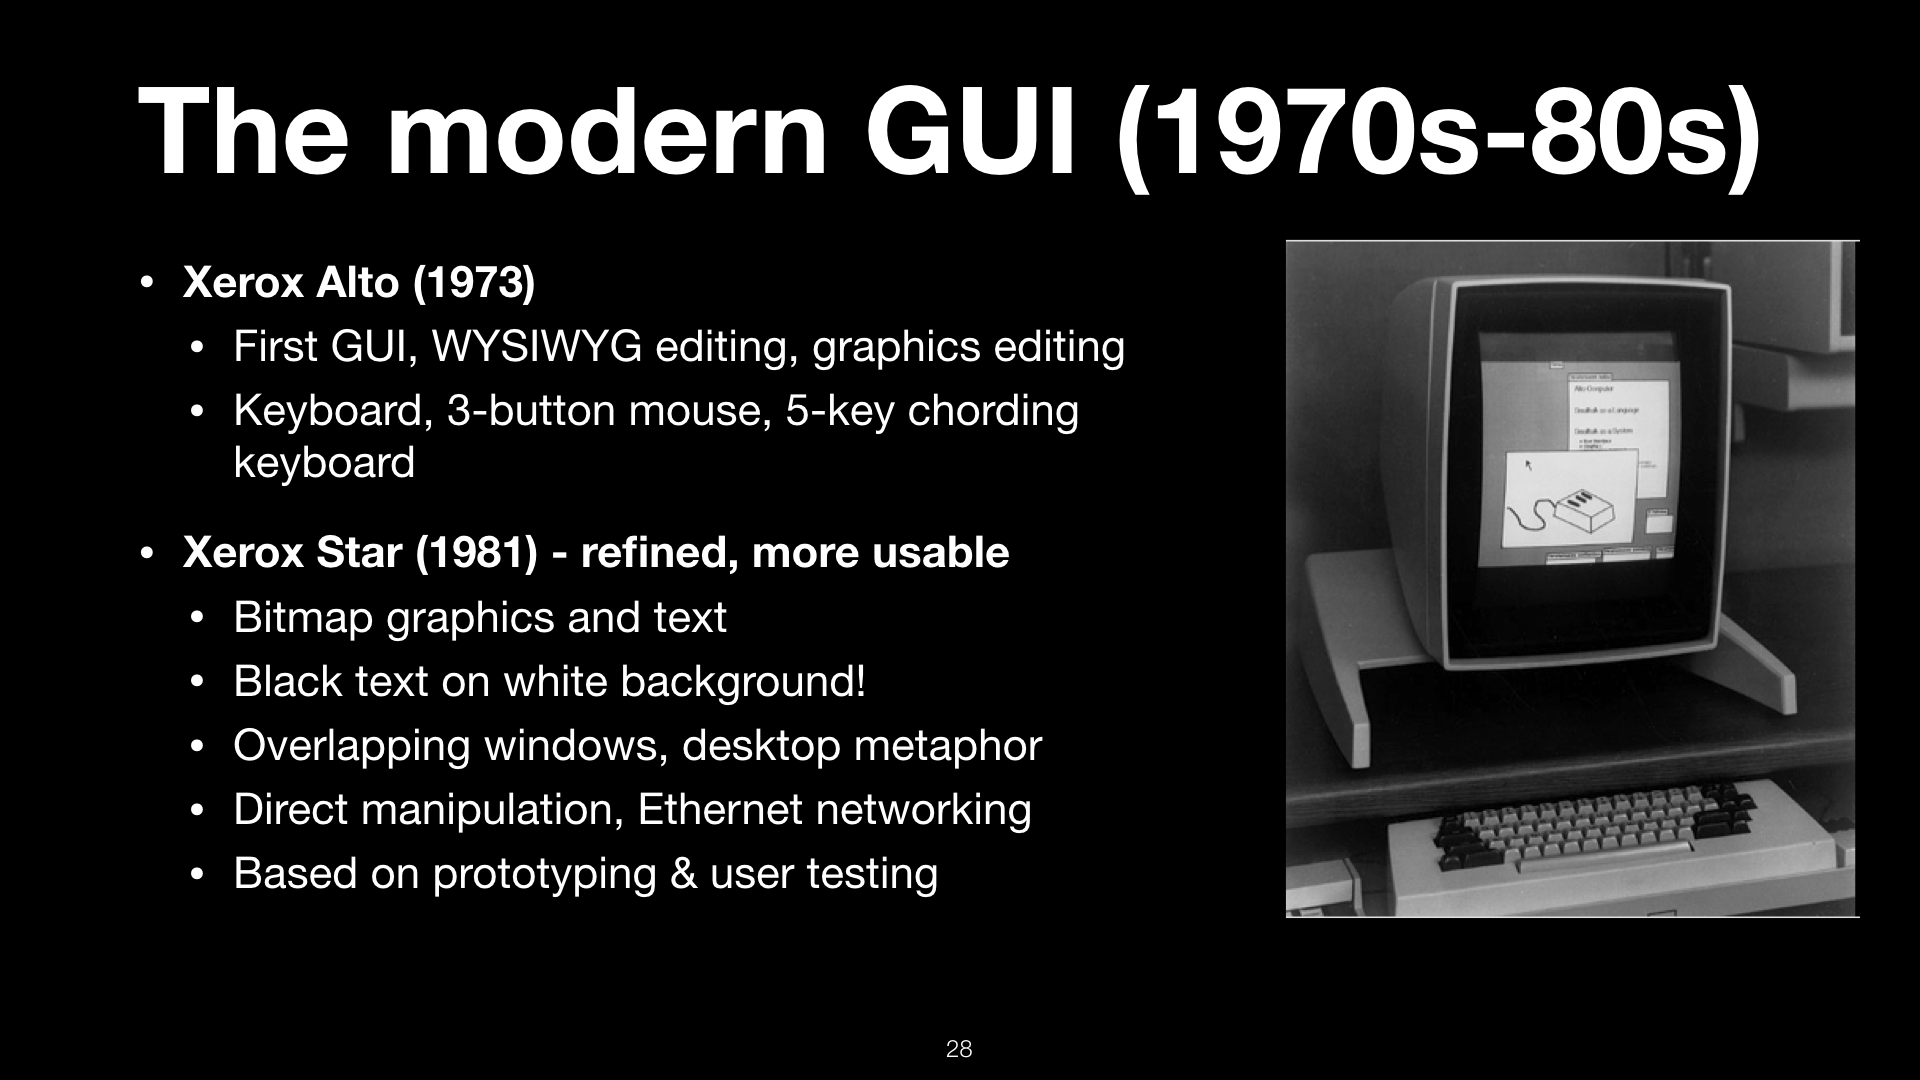 The modern GUI (1970s-80s)
• Xerox Alto (1973)
• First GUI, WYSIWYG editing, graphics editing
• Keyboard, 3-button mouse, 5-key chording
keyboard
• Xerox Star (1981) - refined, more usable
• Bitmap graphics and text
• Black text on white background!
• Overlapping windows, desktop metaphor
• Direct manipulation, Ethernet networking
• Based on prototyping & user testing
Alto Computer
Smalltalk as a Language
Smalltalk as a System
28